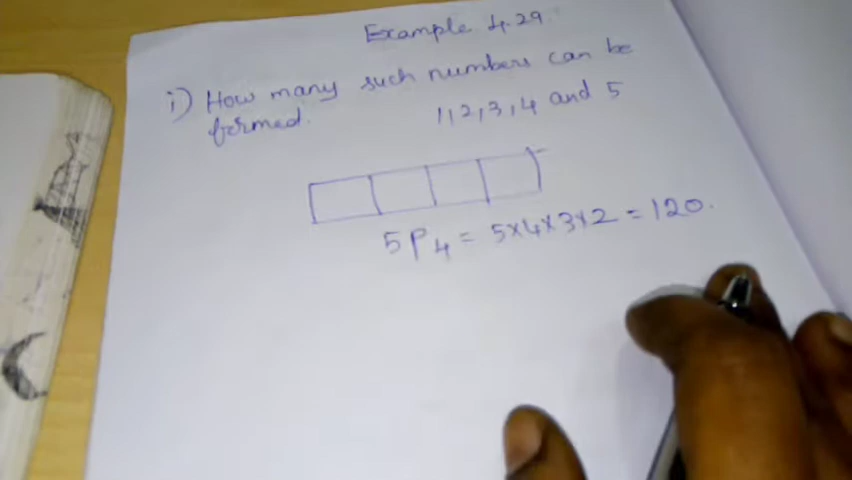 Example 4.29
i) How many such numbers can be
formed. 1, 2, 3, 4 and 5
5P4 = 5×4×3×2 = 120.